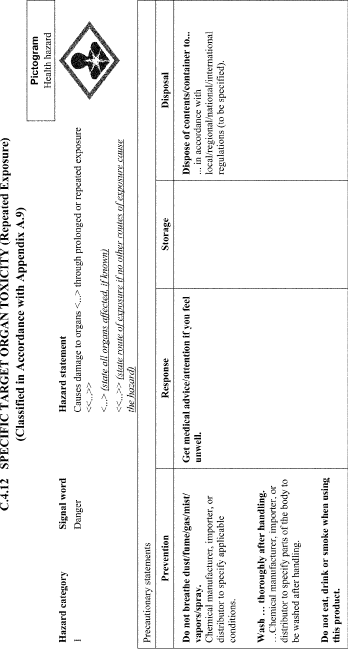 C.4.12 SPECIFIC TARGET ORGAN TOXICITY (Repeated Exposure)
(Classified in Accordance with Appendix A.9)
Pictogram
Health hazard
Hazard category
1
Signal word
Danger
Hazard statement
Causes damage to organs <...> through prolonged or repeated exposure
<<...>>
<...> (state all organs affected, if known)
<<...>> (state route of exposure if no other routes of exposure cause
the hazard)
Precautionary statements
Prevention
Response
Storage
Disposal
Do not breathe dust/fume/gas/mist/
vapors/spray.
Chemical manufacturer, importer, or
distributor to specify applicable
conditions.
Wash ... thoroughly after handling.
...Chemical manufacturer, importer, or
distributor to specify parts of the body to
be washed after handling.
Do not eat, drink or smoke when using
this product.
Get medical advice/attention if you feel
unwell.
Dispose of contents/container to...
... in accordance with
local/regional/national/international
regulations (to be specified).